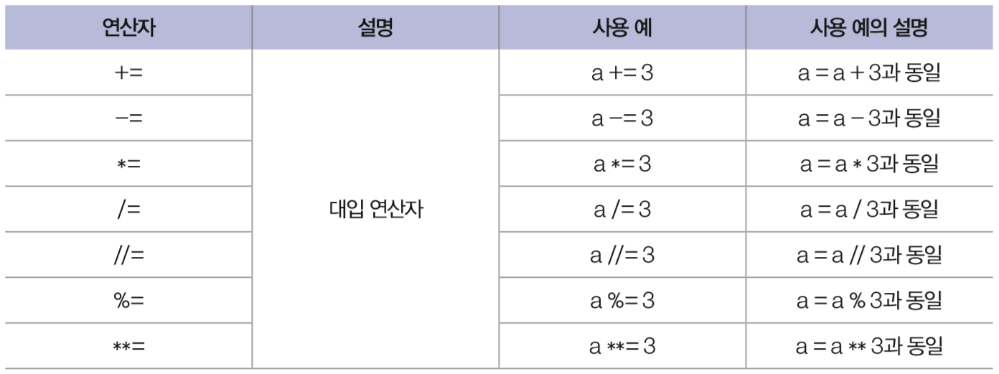 연산자 설명 사용 예 사용 예의 설명
+= a += 3 a = a + 3과 동일
−= a −= 3 a = a − 3과 동일
*= a *= 3 a = a * 3과 동일
/= 대입 연산자 a /= 3 a = a / 3과 동일
//= a //= 3 a = a // 3과 동일
%= a %= 3 a = a % 3과 동일
**= a **= 3 a = a ** 3과 동일